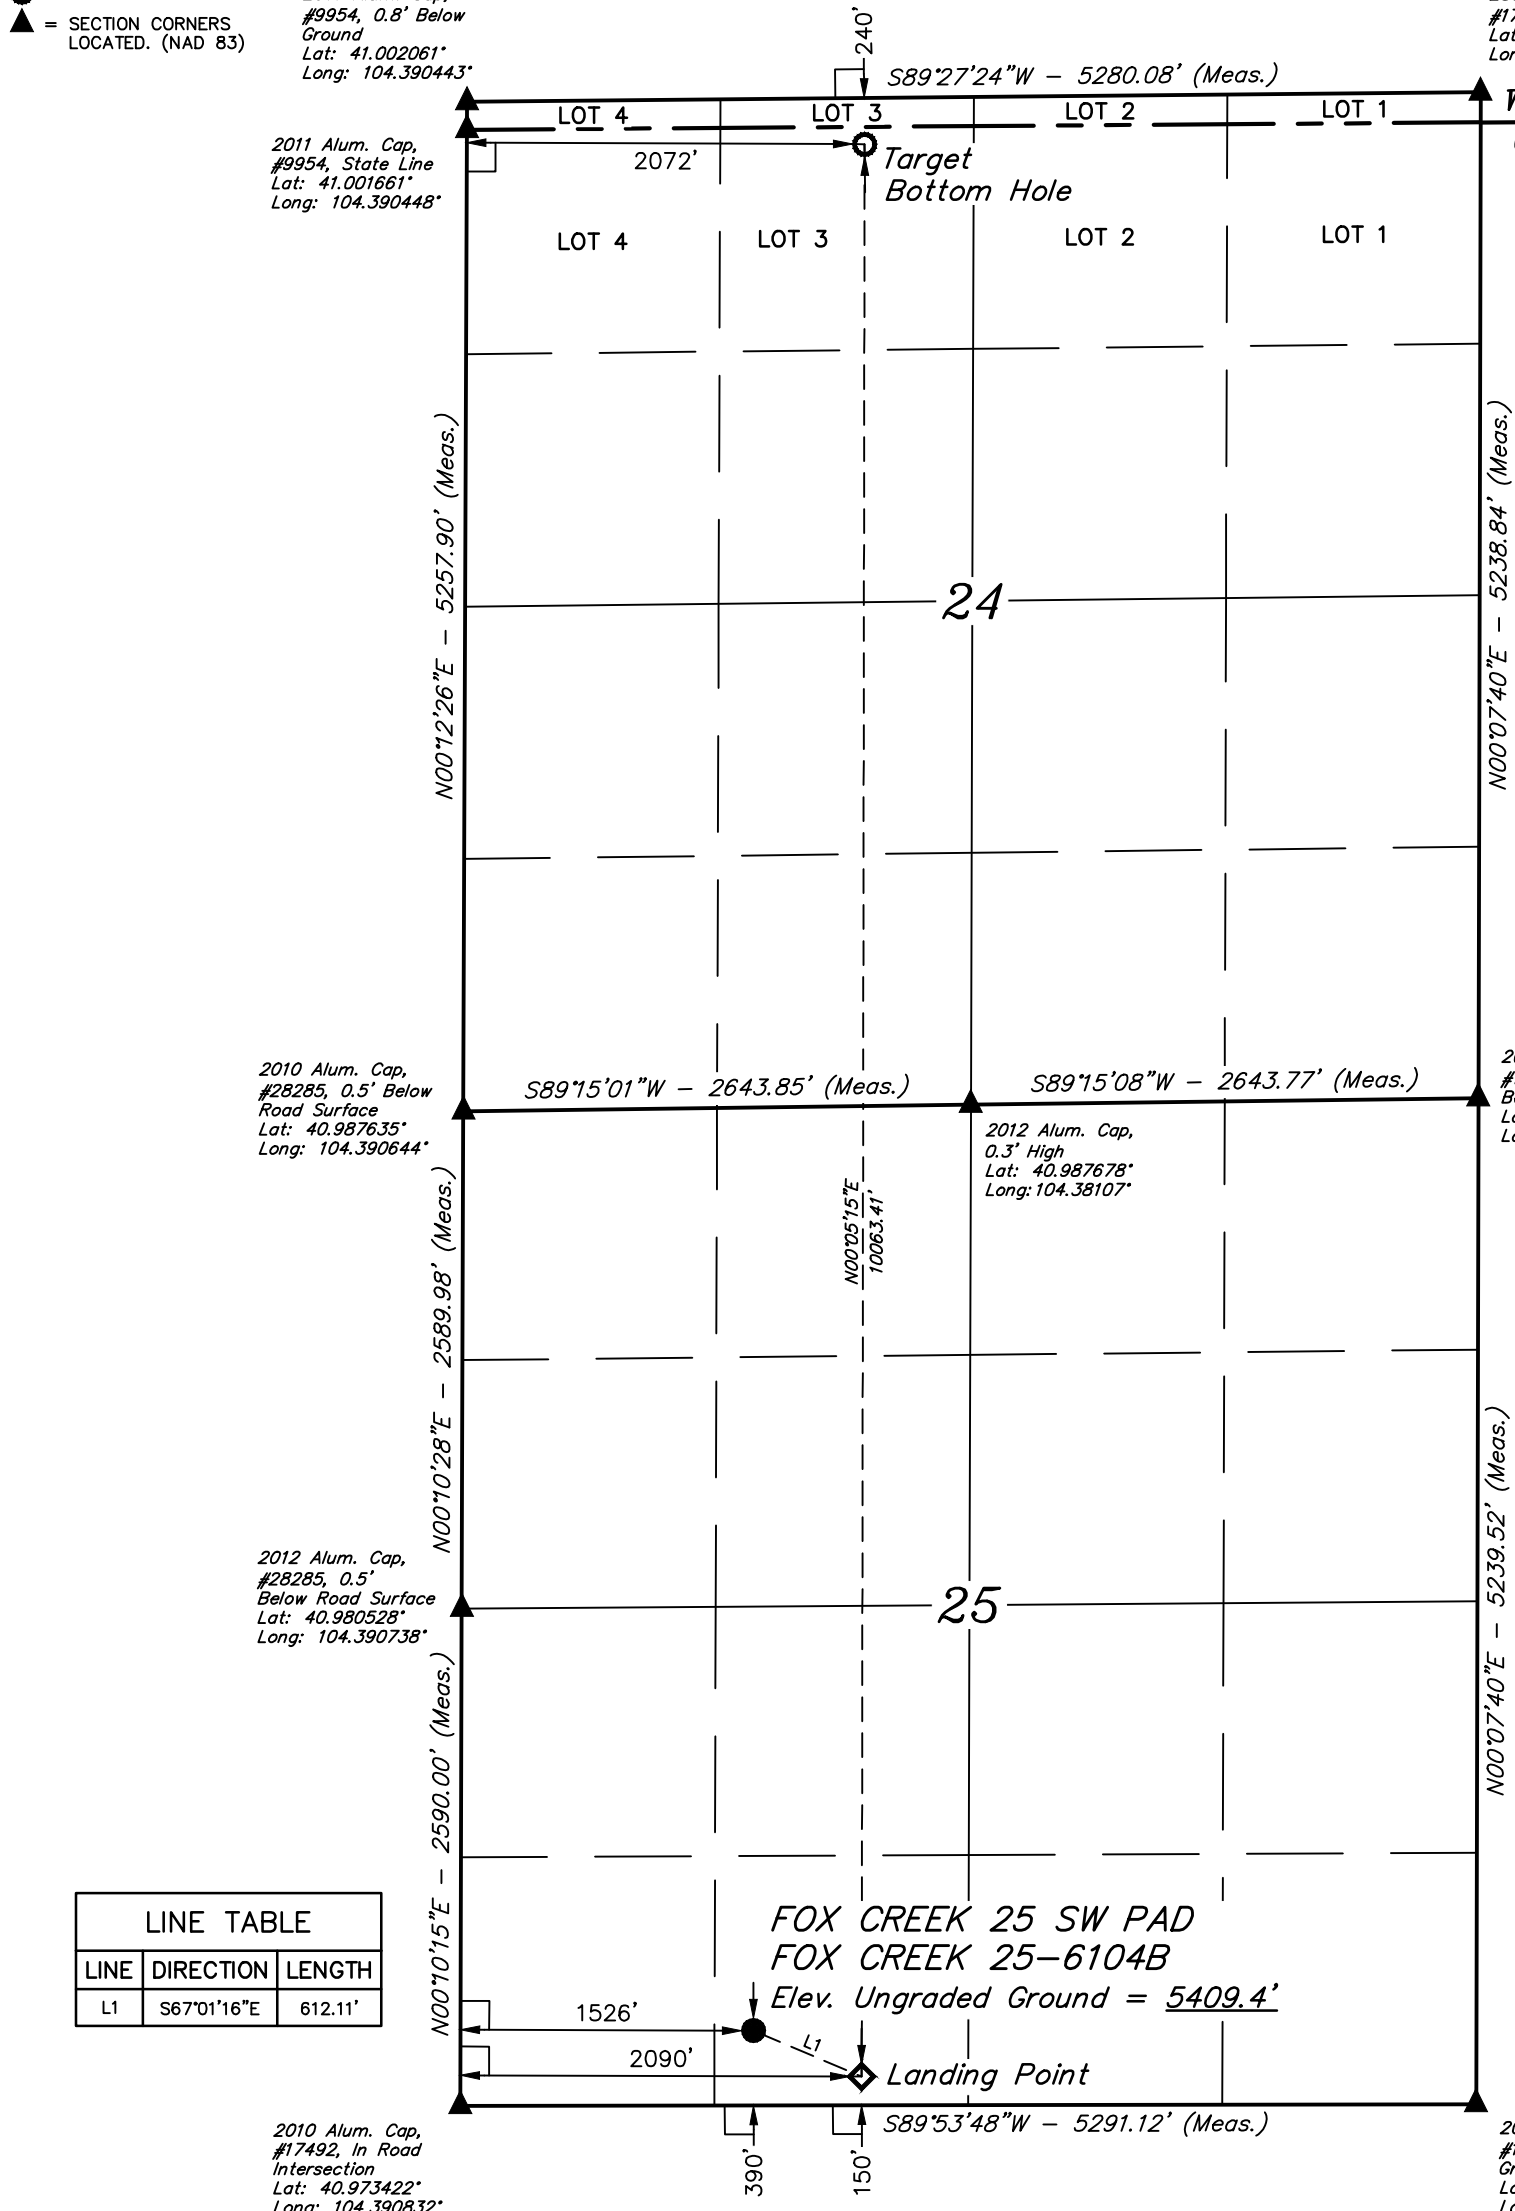 = SECTION CORNERS
LOCATED. (NAD 83)
#9954, 0.8' Below
Ground
Lat: 41.002061°
Long: 104.390443°
240'
S89°27'24"W - 5280.08' (Meas.)
LOT 4
LOT 3
LOT 2
LOT 1
2011 Alum. Cap,
#9954, State Line
Lat: 41.001661°
Long: 104.390448°
2072'
Target
Bottom Hole
LOT 4
LOT 3
LOT 2
LOT 1
N00°12'26"E - 5257.90' (Meas.)
N00°07'40"E - 5238.84' (Meas.)
24
2010 Alum. Cap,
#28285, 0.5' Below
Road Surface
Lat: 40.987635°
Long: 104.390644°
S89°15'01"W - 2643.85' (Meas.)
S89°15'08"W - 2643.77' (Meas.)
2012 Alum. Cap,
0.3' High
Lat: 40.987678°
Long: 104.38107°
N00°05'15"E
10063.41'
N00°10'28"E - 2589.98' (Meas.)
N00°07'40"E - 5239.52' (Meas.)
2012 Alum. Cap,
#28285, 0.5'
Below Road Surface
Lat: 40.980528°
Long: 104.390738°
25
N00°10'15"E - 2590.00' (Meas.)
LINE TABLE
LINE DIRECTION LENGTH
L1 S67°01'16"E 612.11'
FOX CREEK 25 SW PAD
FOX CREEK 25-6104B
Elev. Ungraded Ground = 5409.4'
1526'
L1
2090'
Landing Point
S89°53'48"W - 5291.12' (Meas.)
390'
150'
2010 Alum. Cap,
#17492, In Road
Intersection
Lat: 40.973422°
Long: 104.390832°